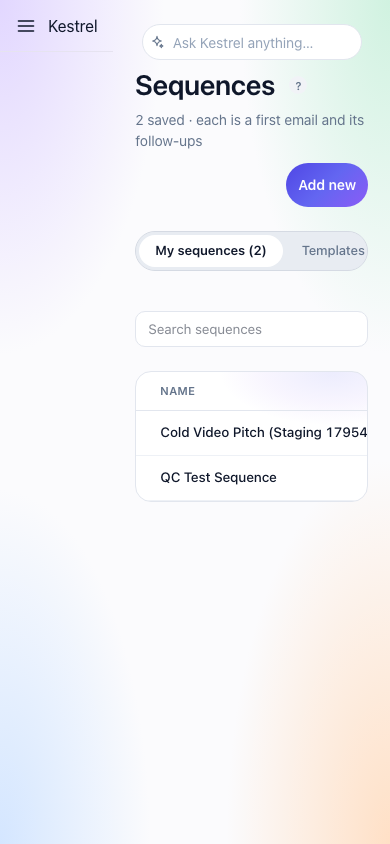 Kestrel
Ask Kestrel anything...
Sequences ?
2 saved · each is a first email and its
follow-ups
Add new
My sequences (2) Templates
Search sequences
NAME
Cold Video Pitch (Staging 17954
QC Test Sequence